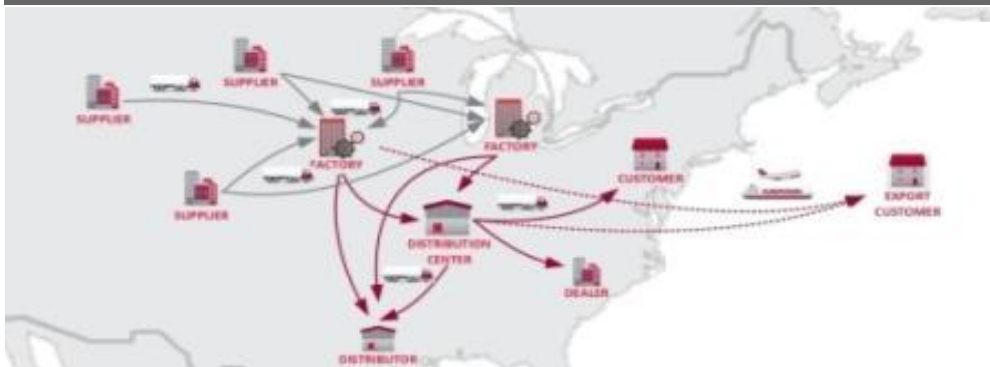 SUPPLIER
SUPPLIER
SUPPLIER
FACTORY
FACTORY
SUPPLIER
CUSTOMER
EXPORT
CUSTOMER
DISTRIBUTION
CENTER
DEALER
DISTRIBUTOR